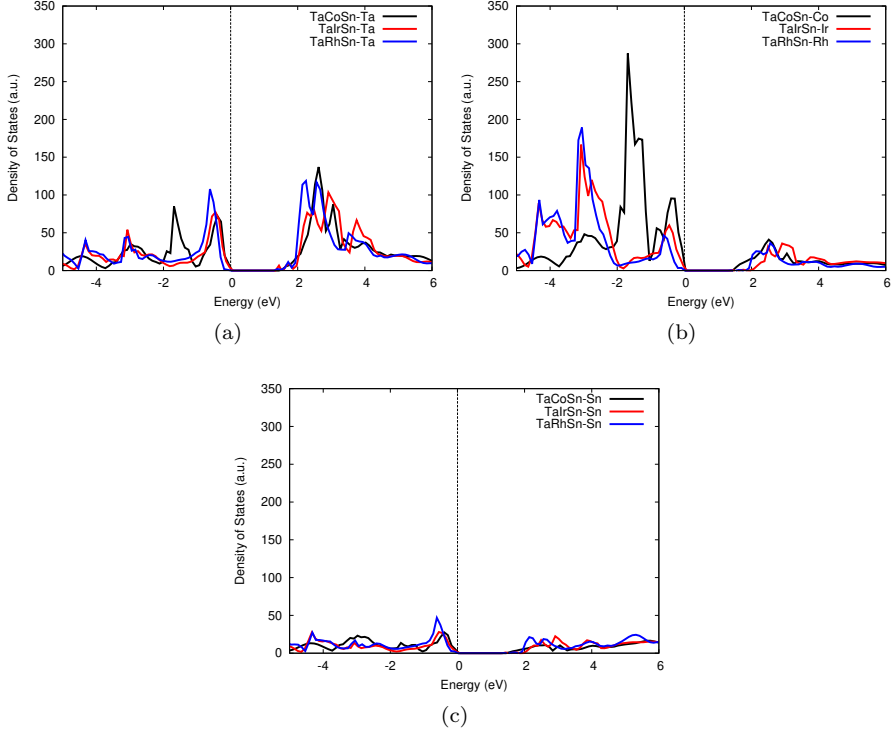 350
300
250
200
150
100
50
0
-4
-2
0
2
4
6
Density of States (a.u.)
Energy (eV)
TaCoSn-Ta
TaIrSn-Ta
TaRhSn-Ta
(a)
350
300
250
200
150
100
50
0
-4
-2
0
2
4
6
Density of States (a.u.)
Energy (eV)
TaCoSn-Co
TaIrSn-Ir
TaRhSn-Rh
(b)
350
300
250
200
150
100
50
0
-4
-2
0
2
4
6
Density of States (a.u.)
Energy (eV)
TaCoSn-Sn
TaIrSn-Sn
TaRhSn-Sn
(c)